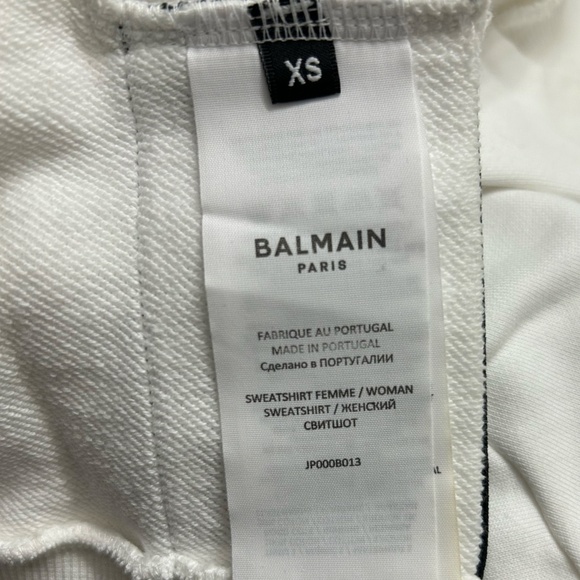 XS
BALMAIN
PARIS
FABRIQUE AU PORTUGAL
MADE IN PORTUGAL
Сделано в ПОРТУГАЛИИ
SWEATSHIRT FEMME / WOMAN
SWEATSHIRT / ЖЕНСКИЙ
СВИТШОТ
JP000B013